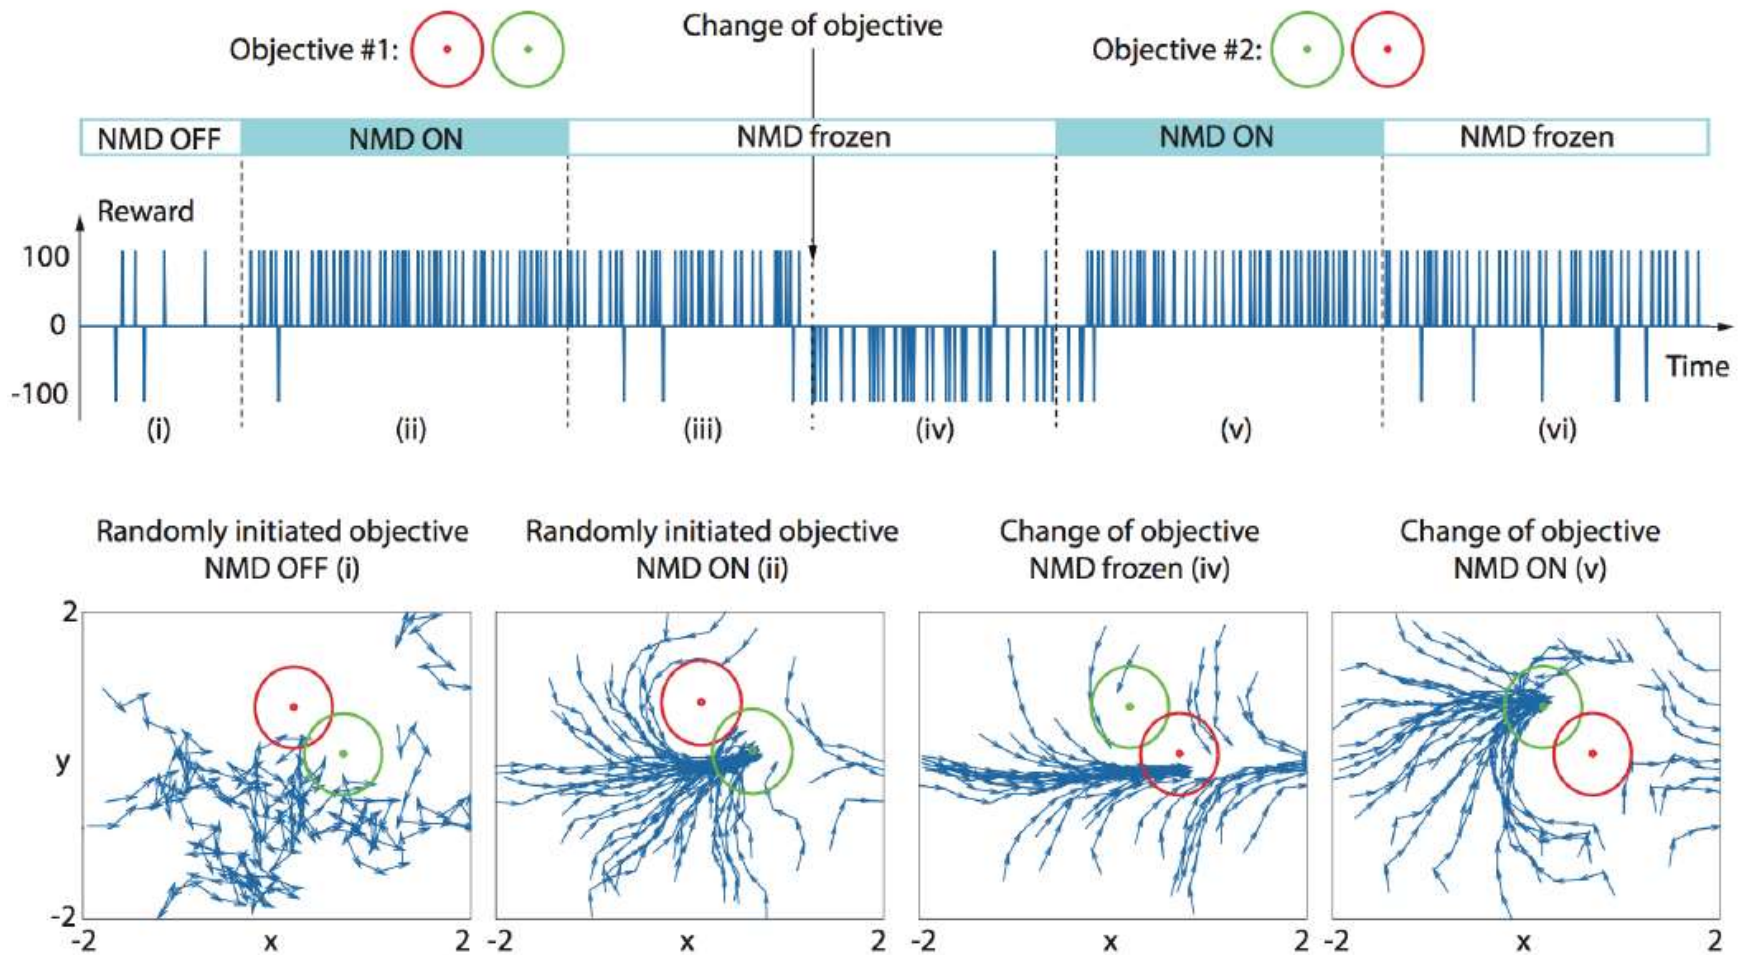 Change of objective
Objective #1:
Objective #2:
NMD OFF
NMD ON
NMD frozen
NMD ON
NMD frozen
Reward
100
0
-100
Time
(i)
(ii)
(iii)
(iv)
(v)
(vi)
Randomly initiated objective
NMD OFF (i)
Randomly initiated objective
NMD ON (ii)
Change of objective
NMD frozen (iv)
Change of objective
NMD ON (v)
2
y
-2
-2
x
2
-2
x
2
-2
x
2
-2
x
2